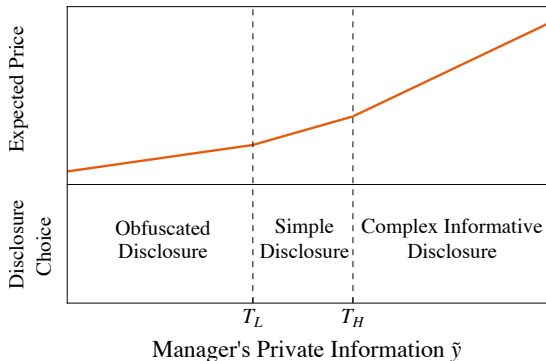 Expected Price
Disclosure
Choice
Obfuscated
Disclosure
Simple
Disclosure
Complex Informative
Disclosure
T_L
T_H
Manager's Private Information ỹ